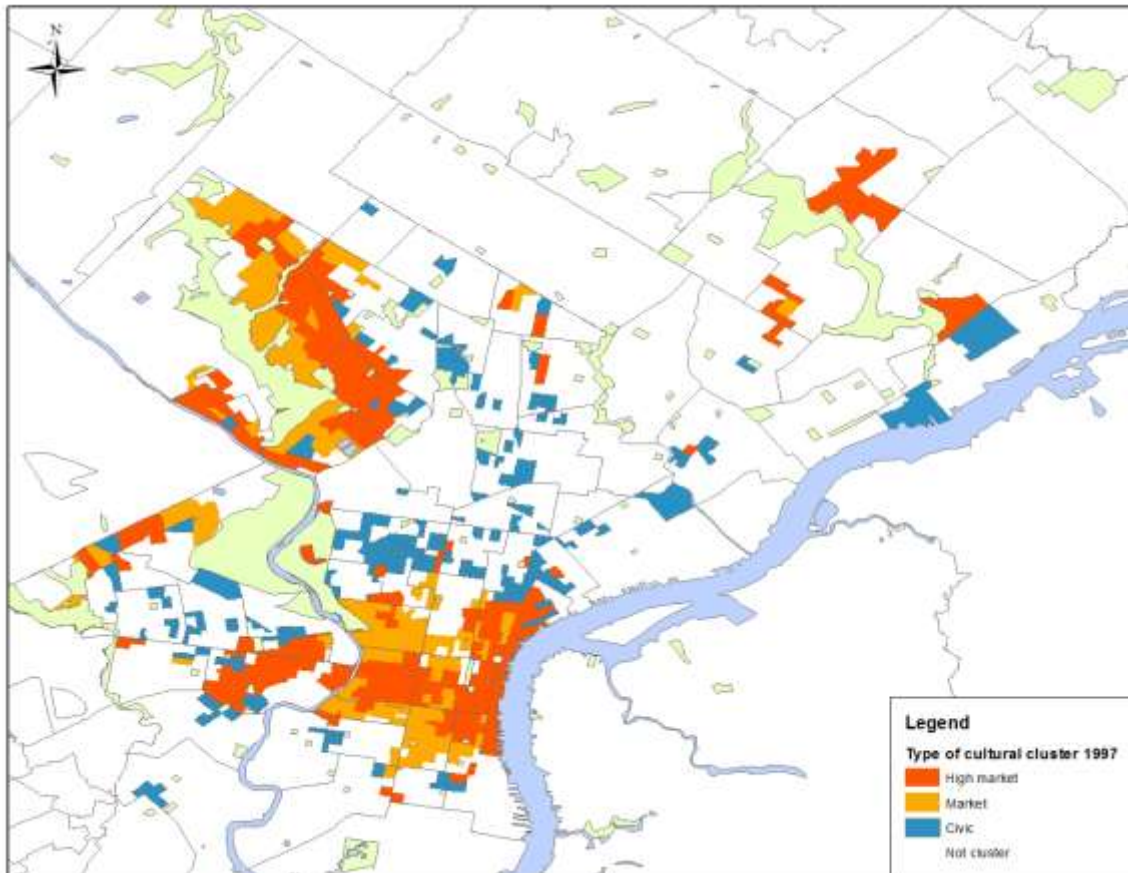 N
Legend
Type of cultural cluster 1997
High market
Market
Civic
Not cluster